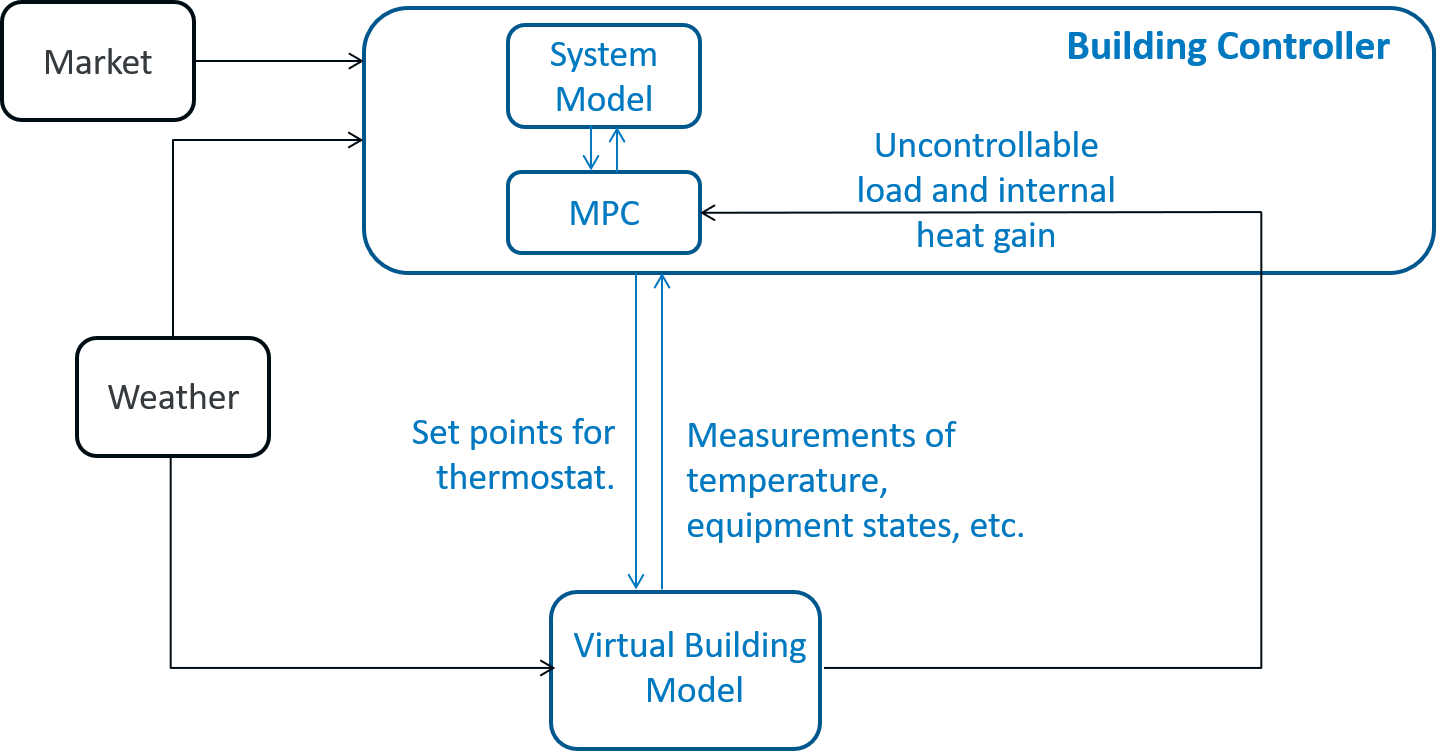 Market
System
Model
Building Controller
Uncontrollable
load and internal
heat gain
MPC
Weather
Set points for
thermostat.
Measurements of
temperature,
equipment states, etc.
Virtual Building
Model